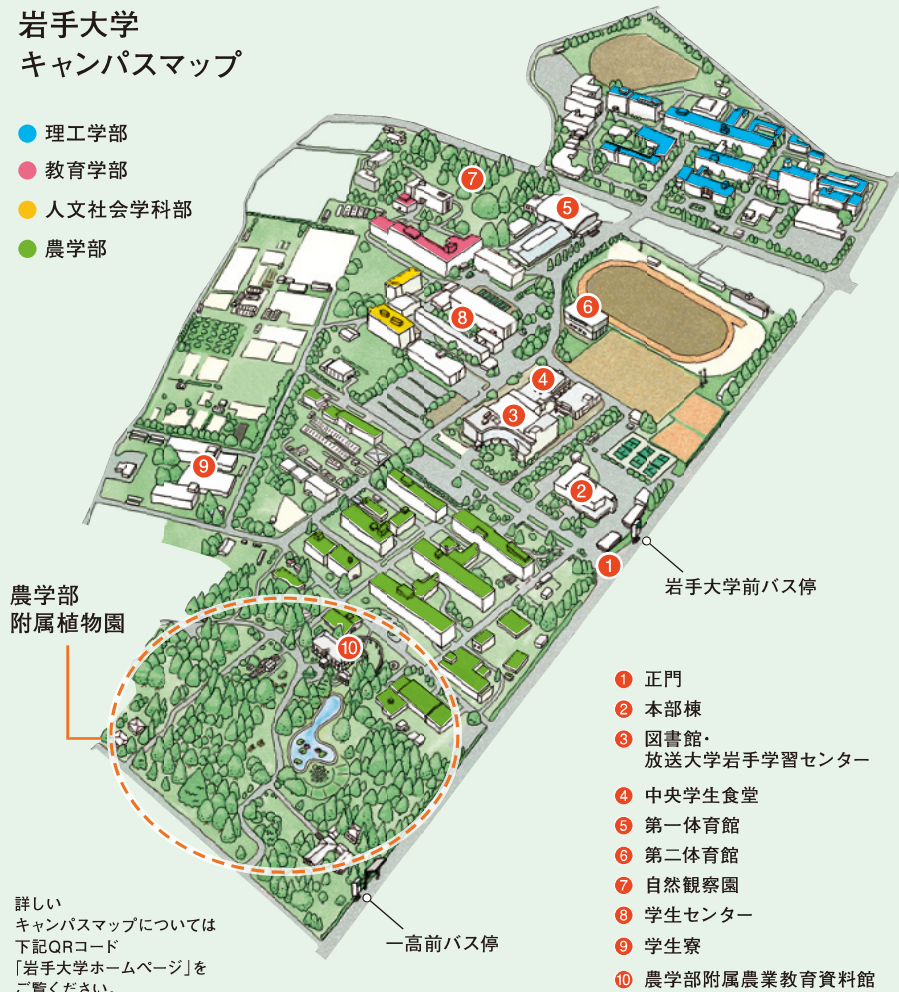 岩手大学
キャンパスマップ
理工学部
教育学部
人文社会学科部
農学部
7
5
6
8
4
3
9
2
1
岩手大学前バス停
農学部
附属植物園
10
1 正門
2 本部棟
3 図書館・
放送大学岩手学習センター
4 中央学生食堂
5 第一体育館
6 第二体育館
7 自然観察園
8 学生センター
9 学生寮
10 農学部附属農業教育資料館
一高前バス停
詳しい
キャンパスマップについては
下記QRコード
「岩手大学ホームページ」を
ご覧ください。